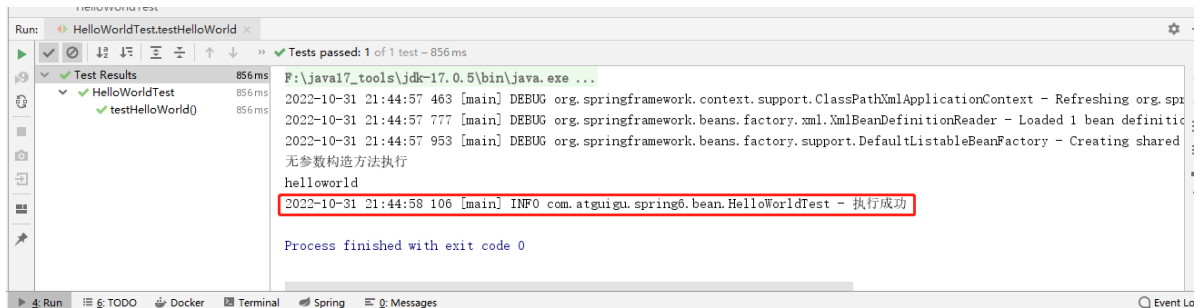 HelloWorldTest
Run: HelloWorldTest.testHelloWorld
Tests passed: 1 of 1 test – 856 ms
Test Results 856 ms
HelloWorldTest 856 ms
testHelloWorld() 856 ms
F:\java17_tools\jdk-17.0.5\bin\java.exe ...
2022-10-31 21:44:57 463 [main] DEBUG org.springframework.context.support.ClassPathXmlApplicationContext - Refreshing org.spr
2022-10-31 21:44:57 777 [main] DEBUG org.springframework.beans.factory.xml.XmlBeanDefinitionReader - Loaded 1 bean definitio
2022-10-31 21:44:57 953 [main] DEBUG org.springframework.beans.factory.support.DefaultListableBeanFactory - Creating shared
无参数构造方法执行
helloworld
2022-10-31 21:44:58 106 [main] INFO com.atguigu.spring6.bean.HelloWorldTest - 执行成功
Process finished with exit code 0
4: Run 6: TODO Docker Terminal Spring 0: Messages Event Lo